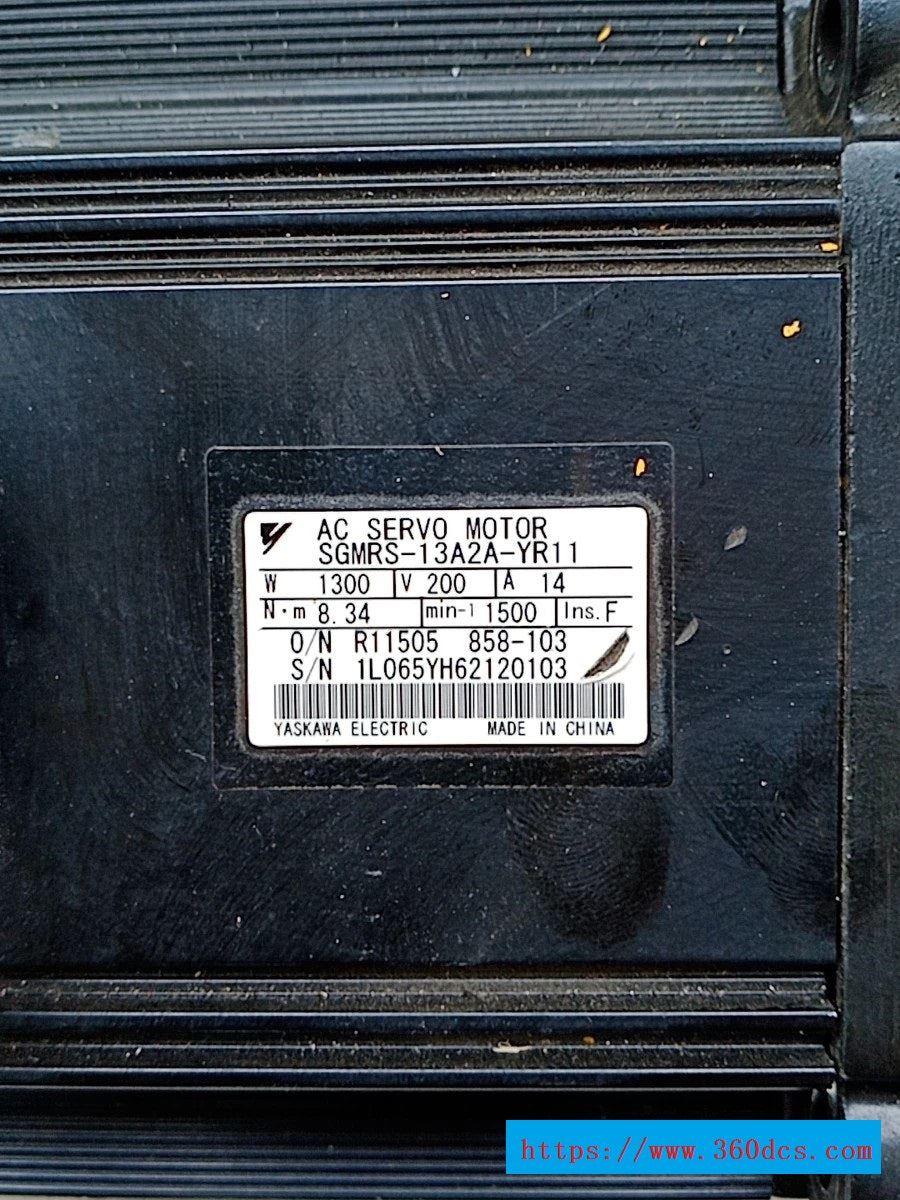 AC SERVO MOTOR
SGMRS-13A2A-YR11
W 1300 V 200 A 14
N·m 8.34 min-1 1500 Ins. F
O/N R11505 858-103
S/N 1L065YH62120103
YASKAWA ELECTRIC MADE IN CHINA
https://www.360dcs.com